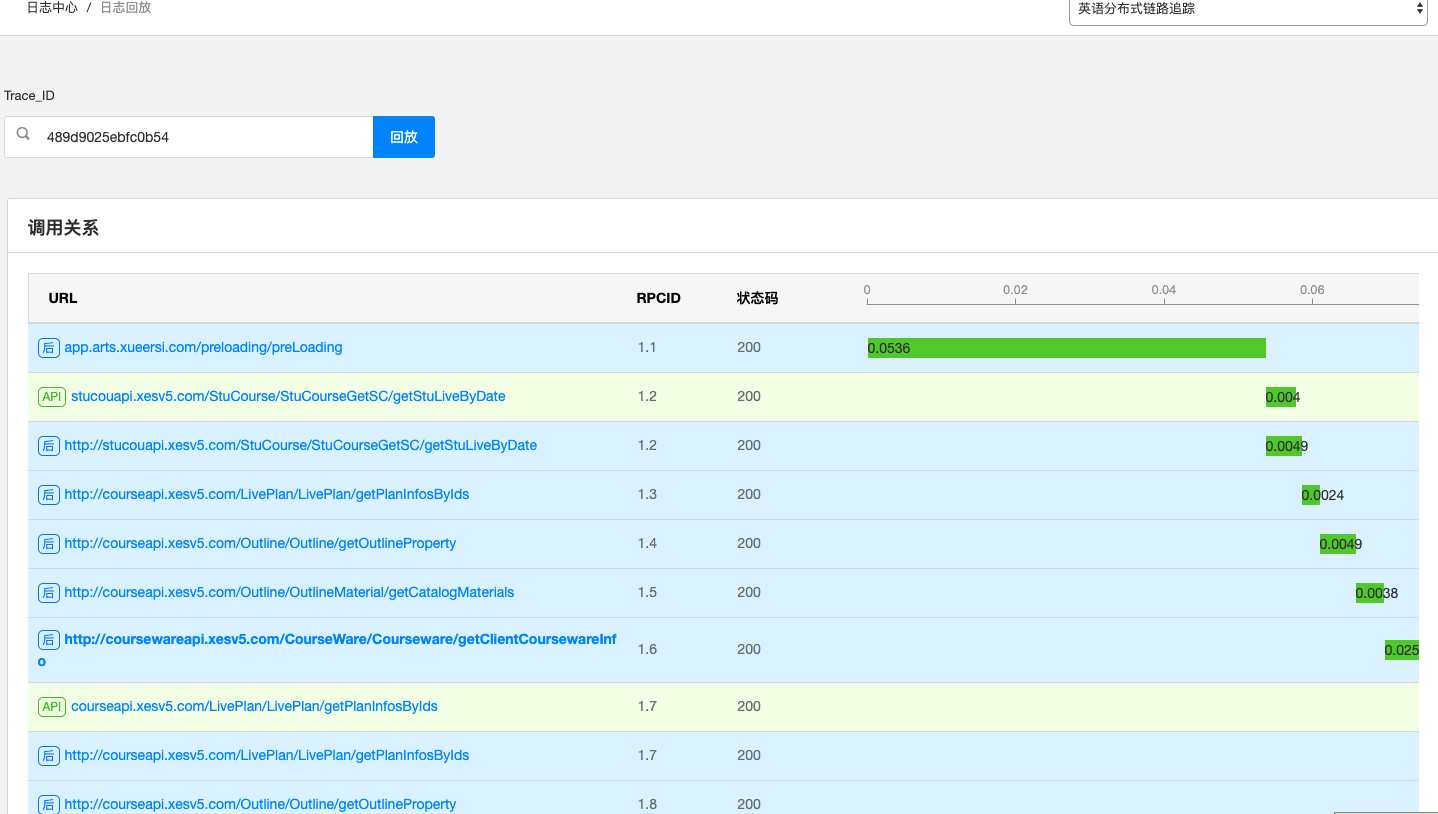 日志中心 / 日志回放
英语分布式链路追踪
Trace_ID
489d9025ebfc0b54 回放
调用关系
URL RPCID 状态码 0 0.02 0.04 0.06
后 app.arts.xueersi.com/preloading/preLoading 1.1 200 0.0536
API stucouapi.xesv5.com/StuCourse/StuCourseGetSC/getStuLiveByDate 1.2 200 0.004
后 http://stucouapi.xesv5.com/StuCourse/StuCourseGetSC/getStuLiveByDate 1.2 200 0.0049
后 http://courseapi.xesv5.com/LivePlan/LivePlan/getPlanInfosByIds 1.3 200 0.0024
后 http://courseapi.xesv5.com/Outline/Outline/getOutlineProperty 1.4 200 0.0049
后 http://courseapi.xesv5.com/Outline/OutlineMaterial/getCatalogMaterials 1.5 200 0.0038
后 http://coursewareapi.xesv5.com/CourseWare/Courseware/getClientCoursewareInf
o 1.6 200 0.025
API courseapi.xesv5.com/LivePlan/LivePlan/getPlanInfosByIds 1.7 200
后 http://courseapi.xesv5.com/LivePlan/LivePlan/getPlanInfosByIds 1.7 200
后 http://courseapi.xesv5.com/Outline/Outline/getOutlineProperty 1.8 200